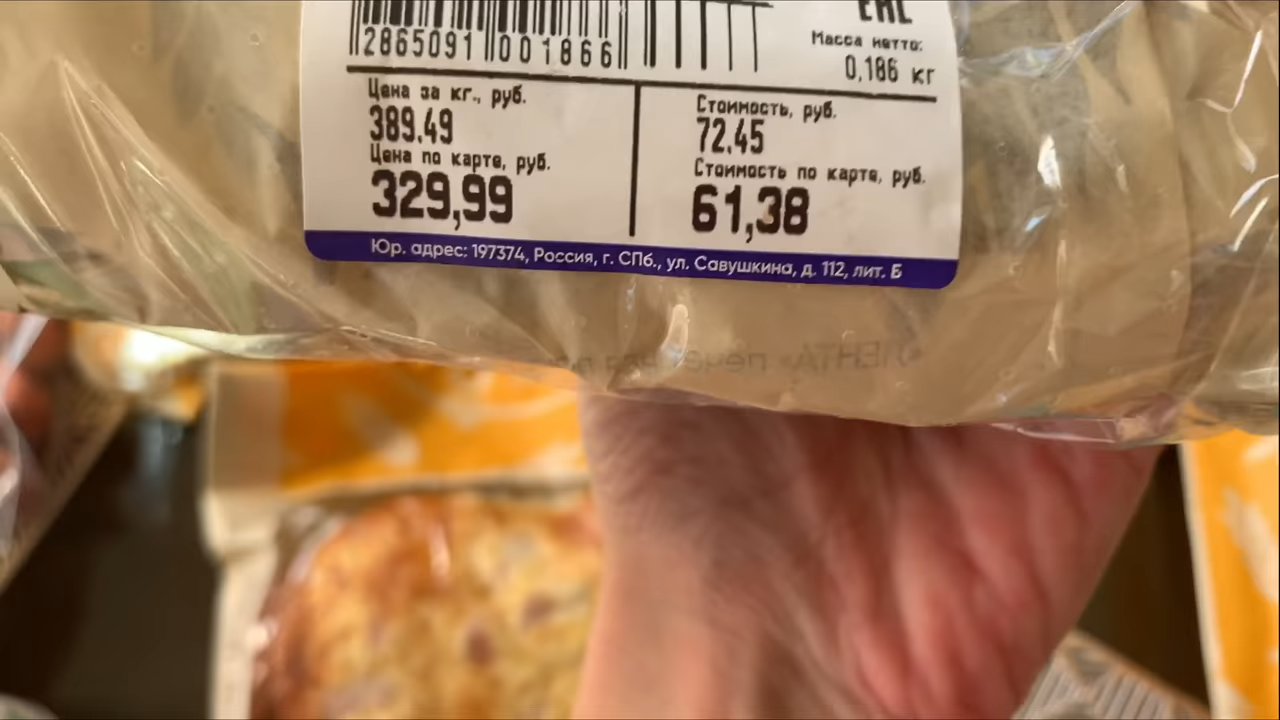 EAC
2865091 001866
Масса нетто:
0,186 кг
Цена за кг., руб.
389.49
Цена по карте, руб.
329,99
Стоимость, руб.
72.45
Стоимость по карте, руб.
61,38
Юр. адрес: 197374, Россия, г. СПб., ул. Савушкина, д. 112, лит. Б
ЛЕНТА